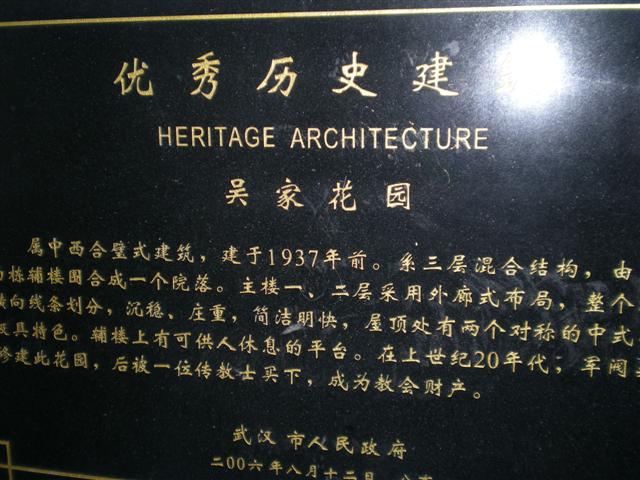 优秀历史建
HERITAGE ARCHITECTURE
吴家花园
属中西合璧式建筑，建于1937年前。系三层混合结构，由
栋辅楼围合成一个院落。主楼一、二层采用外廊式布局，整个
向线条划分，沉稳、庄重，简洁明快，屋顶处有两个对称的中式
具特色。辅楼上有可供人休息的平台。在上世纪20年代，军阀
修建此花园，后被一位传教士买下，成为教会财产。
武汉市人民政府
二00六年八月十二日